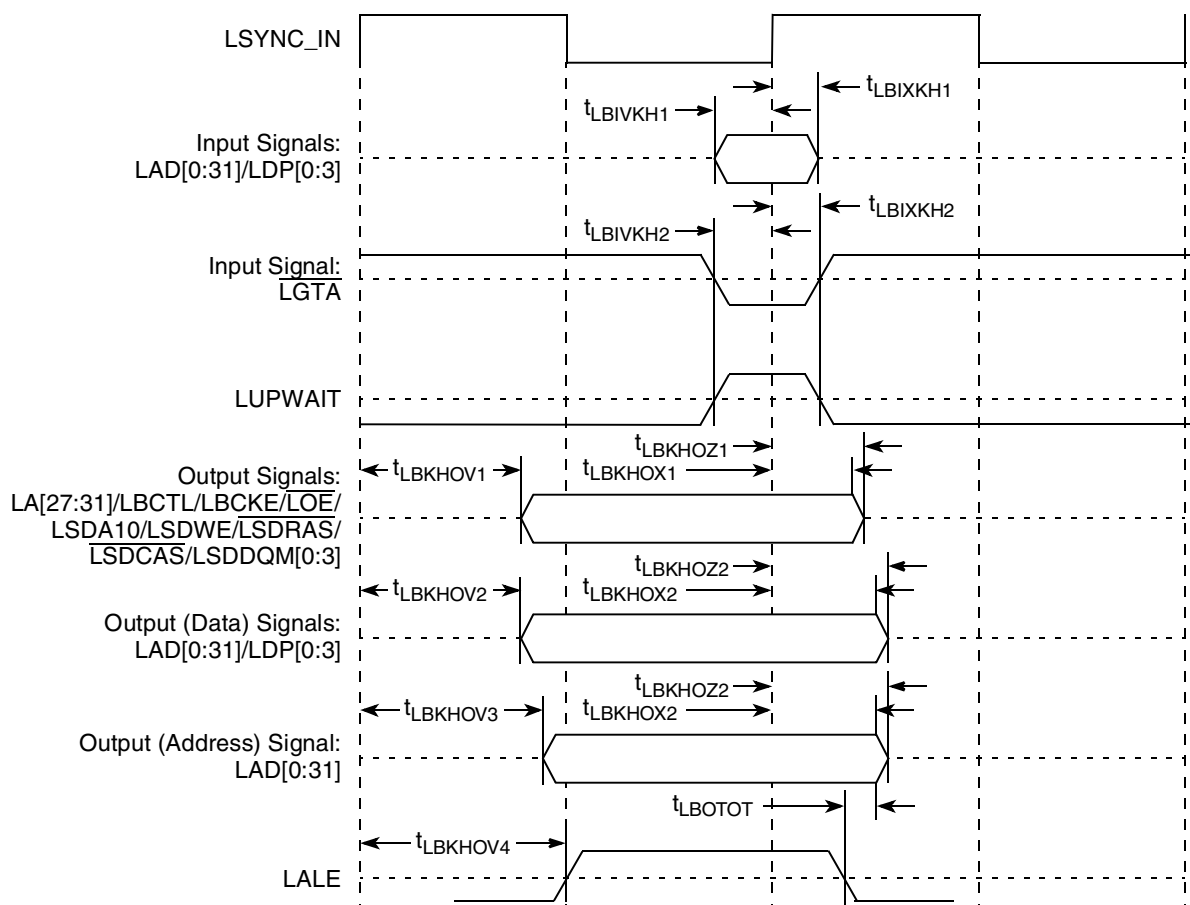 LSYNC_IN
tLBIXKH1
tLBIVKH1
Input Signals:
LAD[0:31]/LDP[0:3]
tLBIXKH2
tLBIVKH2
Input Signal:
LGTA
LUPWAIT
tLBKHOZ1
tLBKHOV1
tLBKHOX1
Output Signals:
LA[27:31]/LBCTL/LBCKE/LOE/
LSDA10/LSDWE/LSDRAS/
LSDCAS/LSDDQM[0:3]
tLBKHOZ2
tLBKHOV2
tLBKHOX2
Output (Data) Signals:
LAD[0:31]/LDP[0:3]
tLBKHOZ2
tLBKHOV3
tLBKHOX2
Output (Address) Signal:
LAD[0:31]
tLBOTOT
tLBKHOV4
LALE